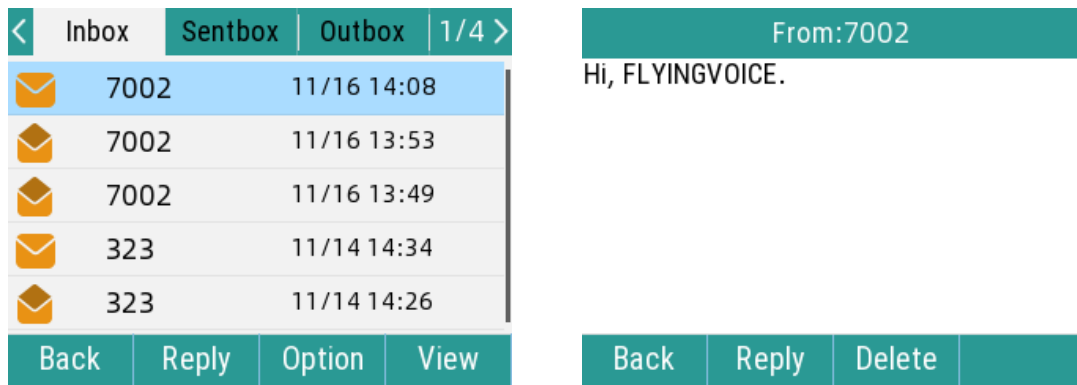 Inbox Sentbox Outbox 1/4
7002 11/16 14:08
7002 11/16 13:53
7002 11/16 13:49
323 11/14 14:34
323 11/14 14:26
Back Reply Option View
From:7002
Hi, FLYINGVOICE.
Back Reply Delete